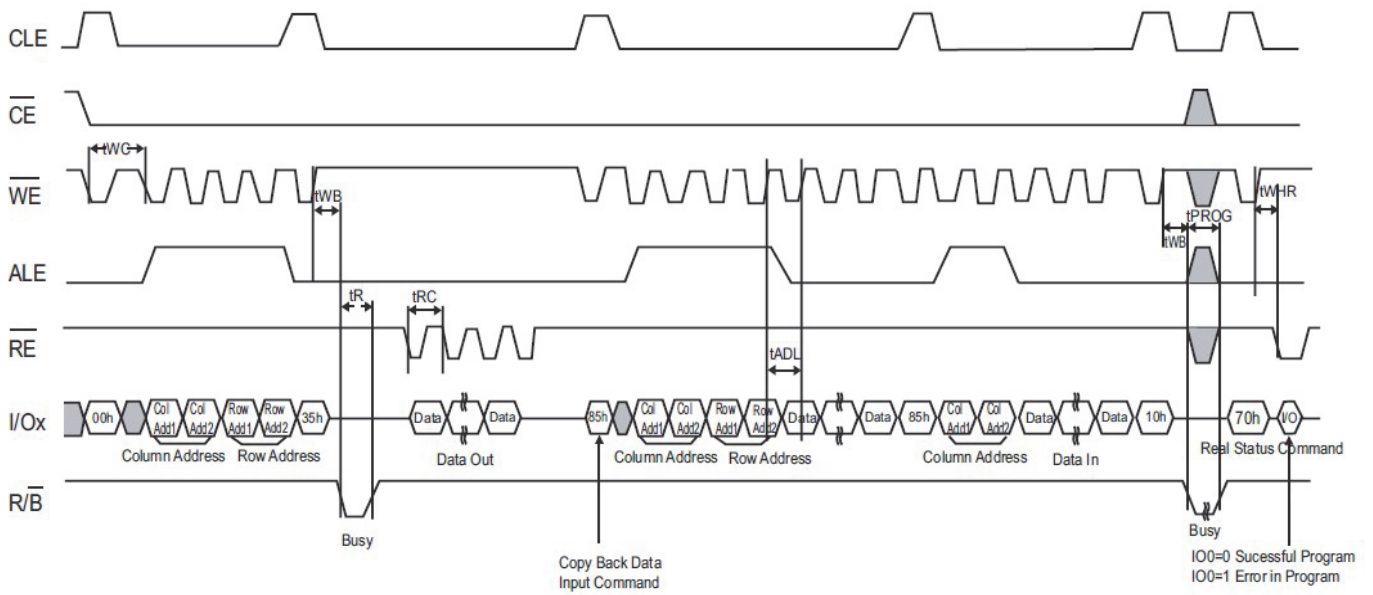 CLE
CE
tWC
WE
tWB
tWHR
tPROG
tWB
ALE
tR
tRC
RE
tADL
I/Ox
00h
Col Add1
Col Add2
Row Add1
Row Add2
35h
Data
Data
85h
Col Add1
Col Add2
Row Add1
Row Add2
Data
Data
85h
Col Add1
Col Add2
Data
Data
10h
70h
I/O
Column Address
Row Address
Data Out
Column Address
Row Address
Column Address
Data In
Real Status Command
R/B
Busy
Busy
Copy Back Data
Input Command
IO0=0 Sucessful Program
IO0=1 Error in Program